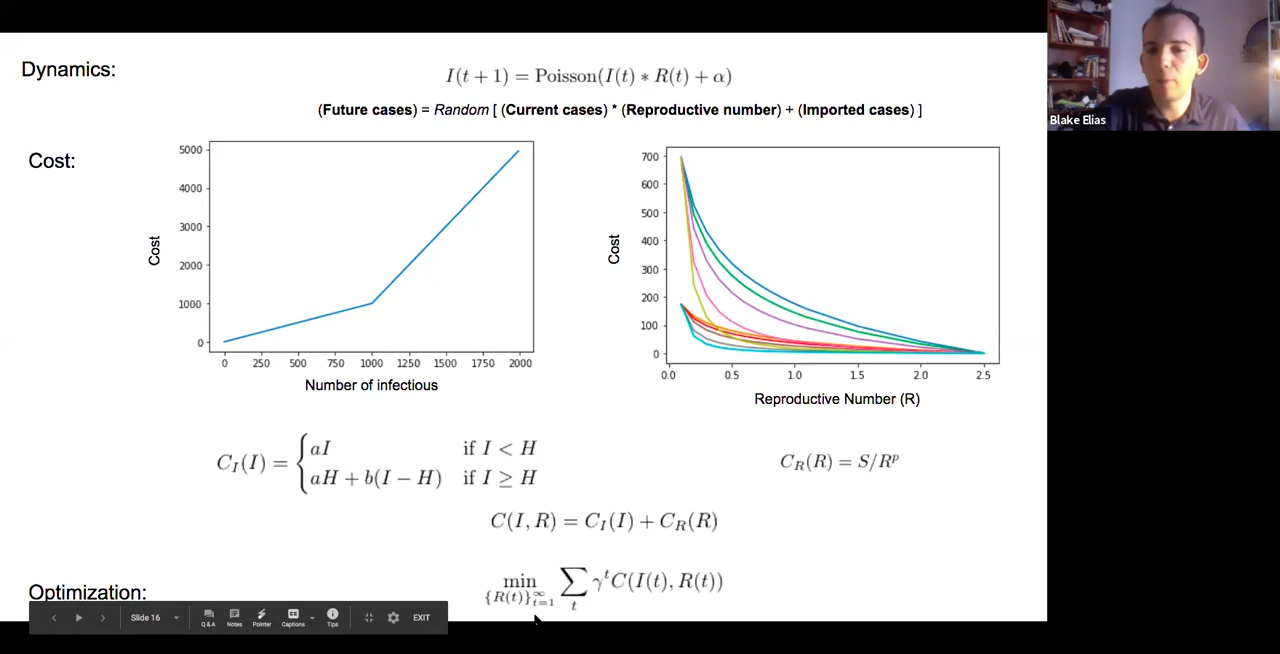 Dynamics:
I(t + 1) = Poisson(I(t) ∗ R(t) + α)
(Future cases) = Random [ (Current cases) * (Reproductive number) + (Imported cases) ]
Blake Elias
Cost:
5000
4000
3000
2000
1000
0
Cost
0 250 500 750 1000 1250 1500 1750 2000
Number of infectious
700
600
500
400
300
200
100
0
Cost
0.0 0.5 1.0 1.5 2.0 2.5
Reproductive Number (R)
C_I(I) = { aI if I < H
aH + b(I − H) if I ≥ H
C_R(R) = S/R^p
C(I, R) = C_I(I) + C_R(R)
Optimization:
min_{{R(t)}_{t=1}^∞} ∑_t γ^t C(I(t), R(t))
Slide 16
Q & A
Notes
Pointer
Captions
Tips
EXIT